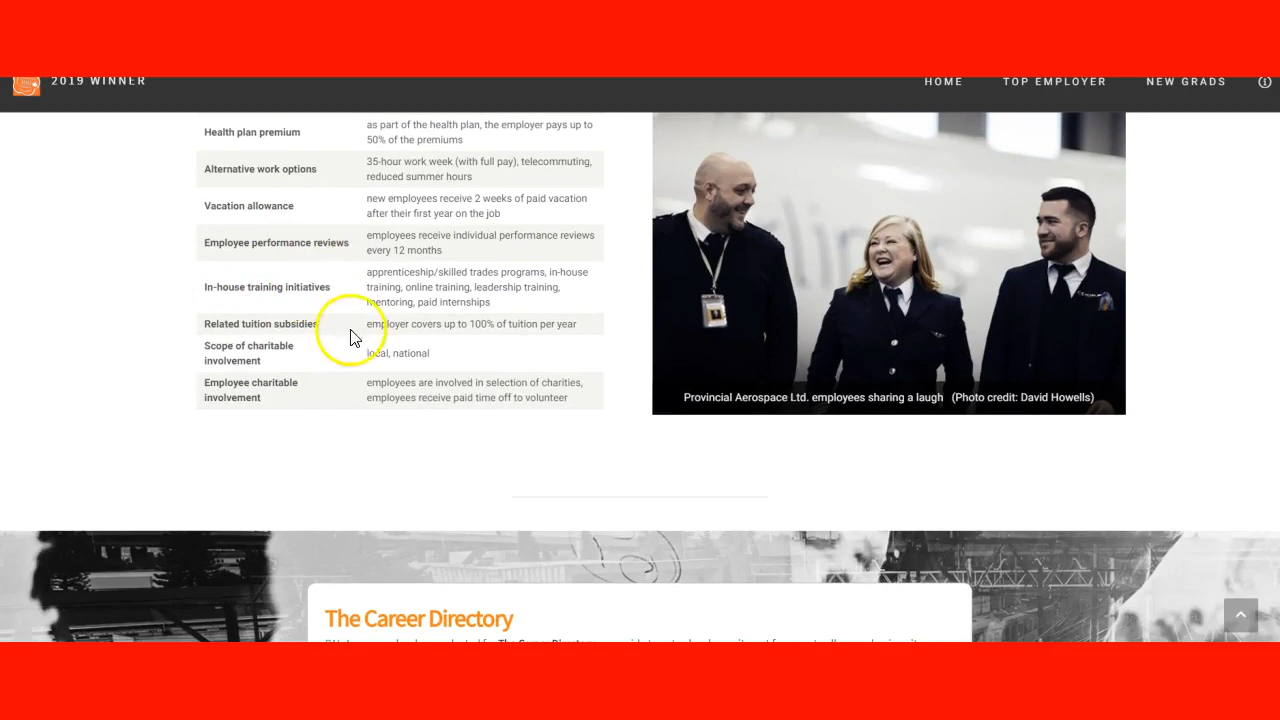 2019 WINNER
HOME
TOP EMPLOYER
NEW GRADS
Health plan premium
as part of the health plan, the employer pays up to
50% of the premiums
Alternative work options
35-hour work week (with full pay), telecommuting,
reduced summer hours
Vacation allowance
new employees receive 2 weeks of paid vacation
after their first year on the job
Employee performance reviews
employees receive individual performance reviews
every 12 months
In-house training initiatives
apprenticeship/skilled trades programs, in-house
training, online training, leadership training,
mentoring, paid internships
Related tuition subsidies
employer covers up to 100% of tuition per year
Scope of charitable
involvement
local, national
Employee charitable
involvement
employees are involved in selection of charities,
employees receive paid time off to volunteer
Provincial Aerospace Ltd. employees sharing a laugh (Photo credit: David Howells)
The Career Directory